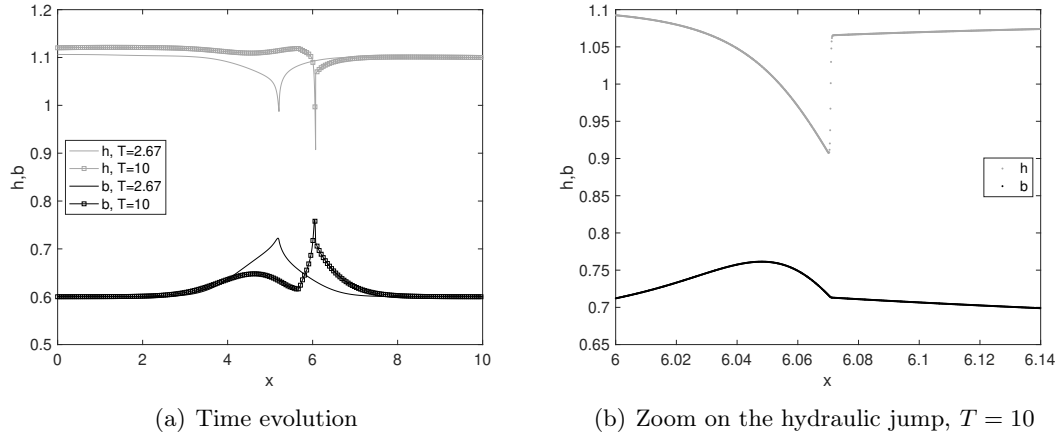 1.2
1.1
1
0.9
0.8
0.7
0.6
0.5
h,b
h, T=2.67
h, T=10
b, T=2.67
b, T=10
0 2 4 6 8 10
x
(a) Time evolution
1.1
1.05
1
0.95
0.9
0.85
0.8
0.75
0.7
0.65
h,b
h
b
6 6.02 6.04 6.06 6.08 6.1 6.12 6.14
x
(b) Zoom on the hydraulic jump, T = 10